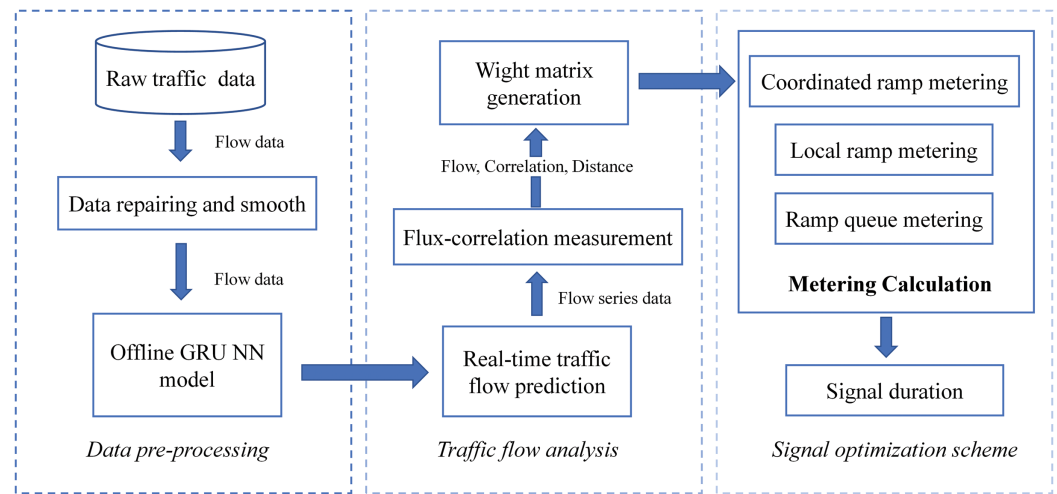 Raw traffic data
Flow data
Data repairing and smooth
Flow data
Offline GRU NN
model
Data pre-processing
Wight matrix
generation
Flow, Correlation, Distance
Flux-correlation measurement
Flow series data
Real-time traffic
flow prediction
Traffic flow analysis
Coordinated ramp metering
Local ramp metering
Ramp queue metering
Metering Calculation
Signal duration
Signal optimization scheme